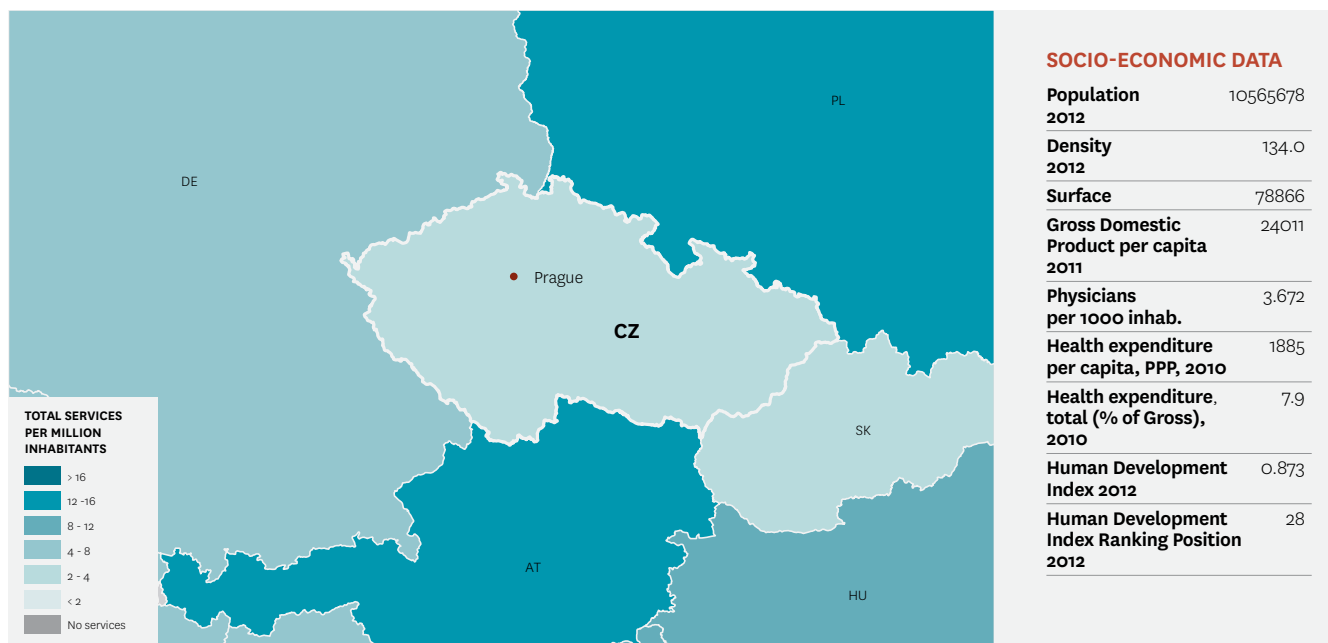 DE
PL
Prague
CZ
SK
AT
HU
TOTAL SERVICES
PER MILLION
INHABITANTS
> 16
12 -16
8 - 12
4 - 8
2 - 4
< 2
No services
SOCIO-ECONOMIC DATA
Population 10565678
2012
Density 134.0
2012
Surface 78866
Gross Domestic 24011
Product per capita
2011
Physicians 3.672
per 1000 inhab.
Health expenditure 1885
per capita, PPP, 2010
Health expenditure, 7.9
total (% of Gross),
2010
Human Development 0.873
Index 2012
Human Development 28
Index Ranking Position
2012